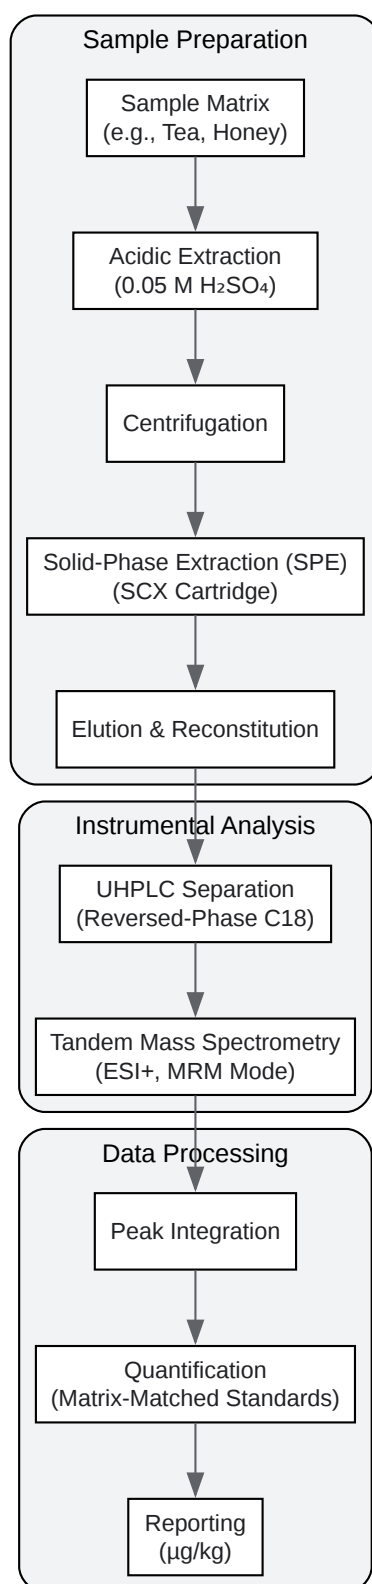 Sample Preparation
Sample Matrix
(e.g., Tea, Honey)
Acidic Extraction
(0.05 M H₂SO₄)
Centrifugation
Solid-Phase Extraction (SPE)
(SCX Cartridge)
Elution & Reconstitution
Instrumental Analysis
UHPLC Separation
(Reversed-Phase C18)
Tandem Mass Spectrometry
(ESI+, MRM Mode)
Data Processing
Peak Integration
Quantification
(Matrix-Matched Standards)
Reporting
(µg/kg)